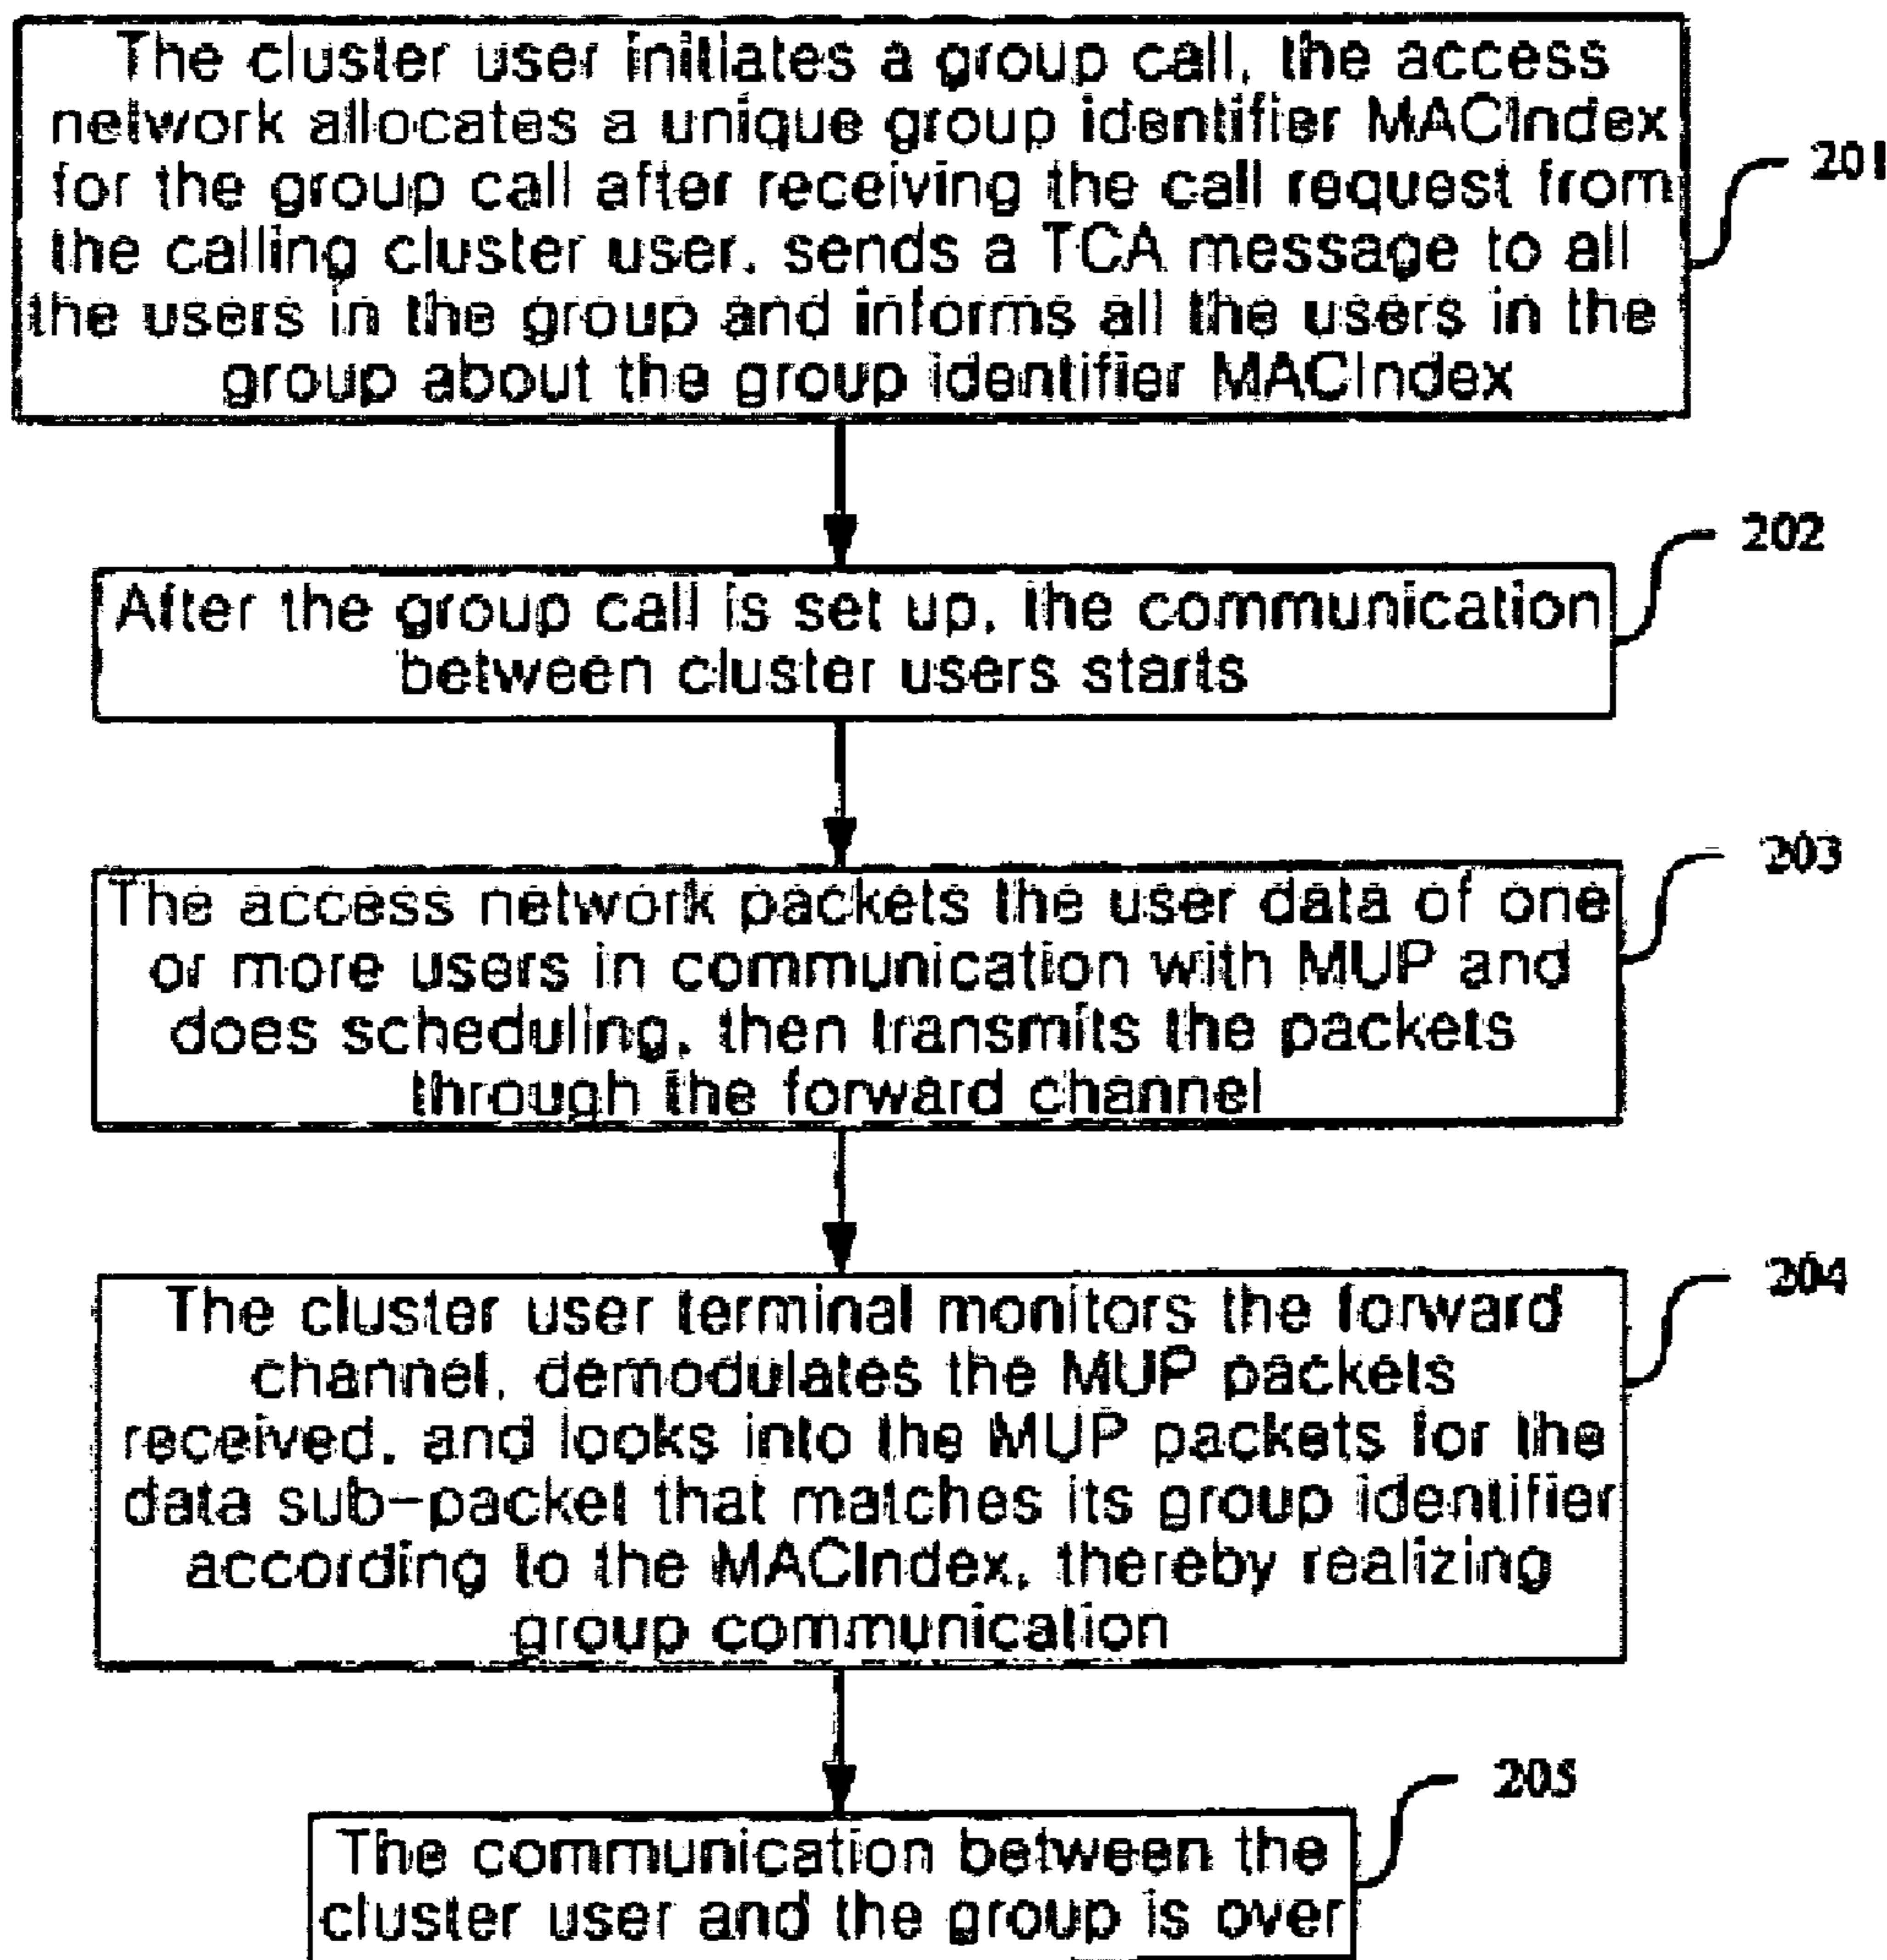 The cluster user initiates a group call, the access
network allocates a unique group identifier MACIndex
for the group call after receiving the call request from
the calling cluster user, sends a TCA message to all
the users in the group and informs all the users in the
group about the group identifier MACIndex
201
202
After the group call is set up, the communication
between cluster users starts
203
The access network packets the user data of one
or more users in communication with MUP and
does scheduling, then transmits the packets
through the forward channel
204
The cluster user terminal monitors the forward
channel, demodulates the MUP packets
received, and looks into the MUP packets for the
data sub-packet that matches its group identifier
according to the MACIndex, thereby realizing
group communication
205
The communication between the
cluster user and the group is over